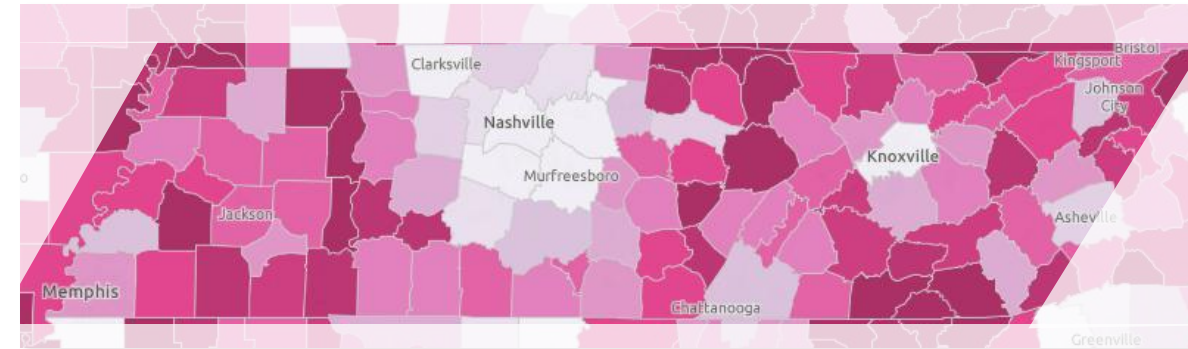 Bristol
Kingsport
Clarksville
Johnson
City
Nashville
Knoxville
Murfreesboro
Jackson
Asheville
Memphis
Chattanooga
Greenville